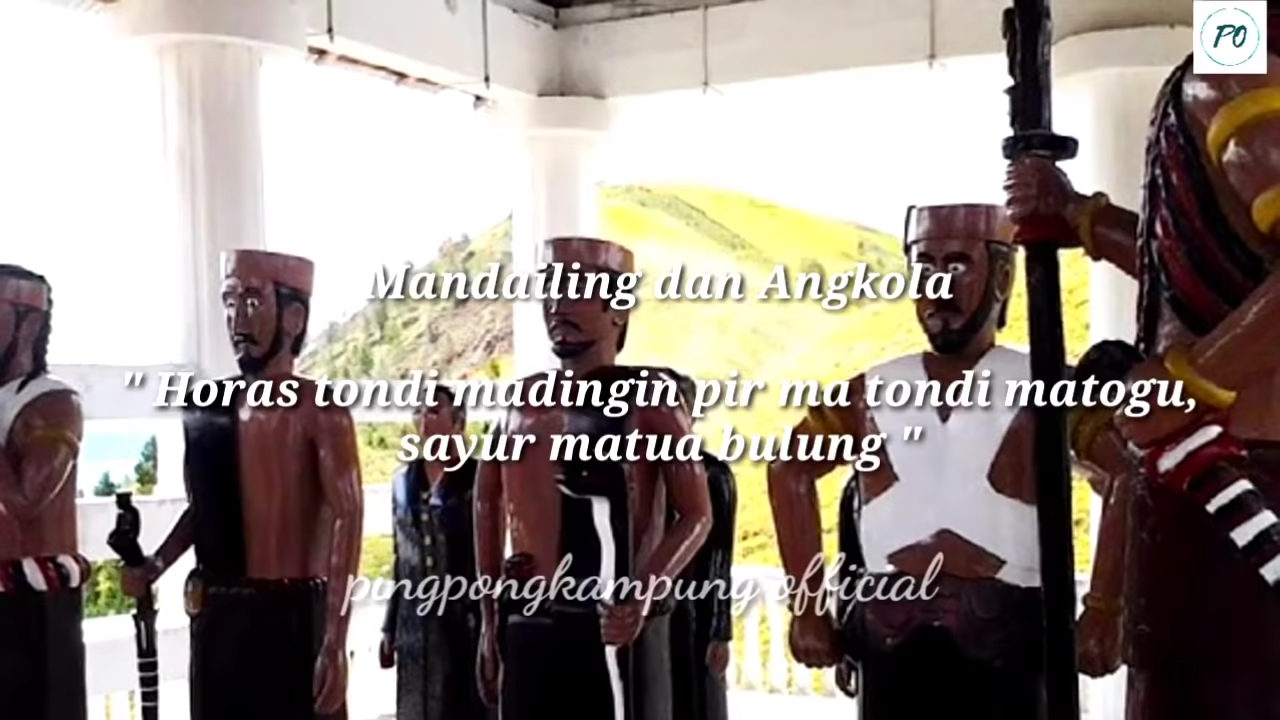 PO
Mandailing dan Angkola
" Horas tondi madingin pir ma tondi matogu,
sayur matua bulung "
pingpongkampung official